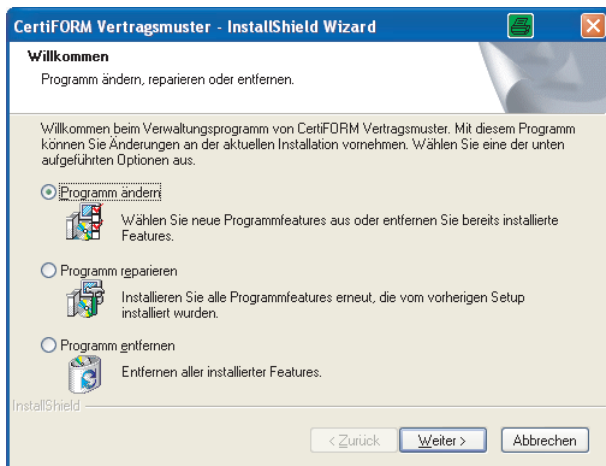 CertiFORM Vertragsmuster - InstallShield Wizard
Willkommen
Programm ändern, reparieren oder entfernen.
Willkommen beim Verwaltungsprogramm von CertiFORM Vertragsmuster. Mit diesem Programm
können Sie Änderungen an der aktuellen Installation vornehmen. Wählen Sie eine der unten
aufgeführten Optionen aus.
Programm ändern
Wählen Sie neue Programmfeatures aus oder entfernen Sie bereits installierte
Features.
Programm reparieren
Installieren Sie alle Programmfeatures erneut, die vom vorherigen Setup
installiert wurden.
Programm entfernen
Entfernen aller installierter Features.
InstallShield
< Zurück Weiter > Abbrechen